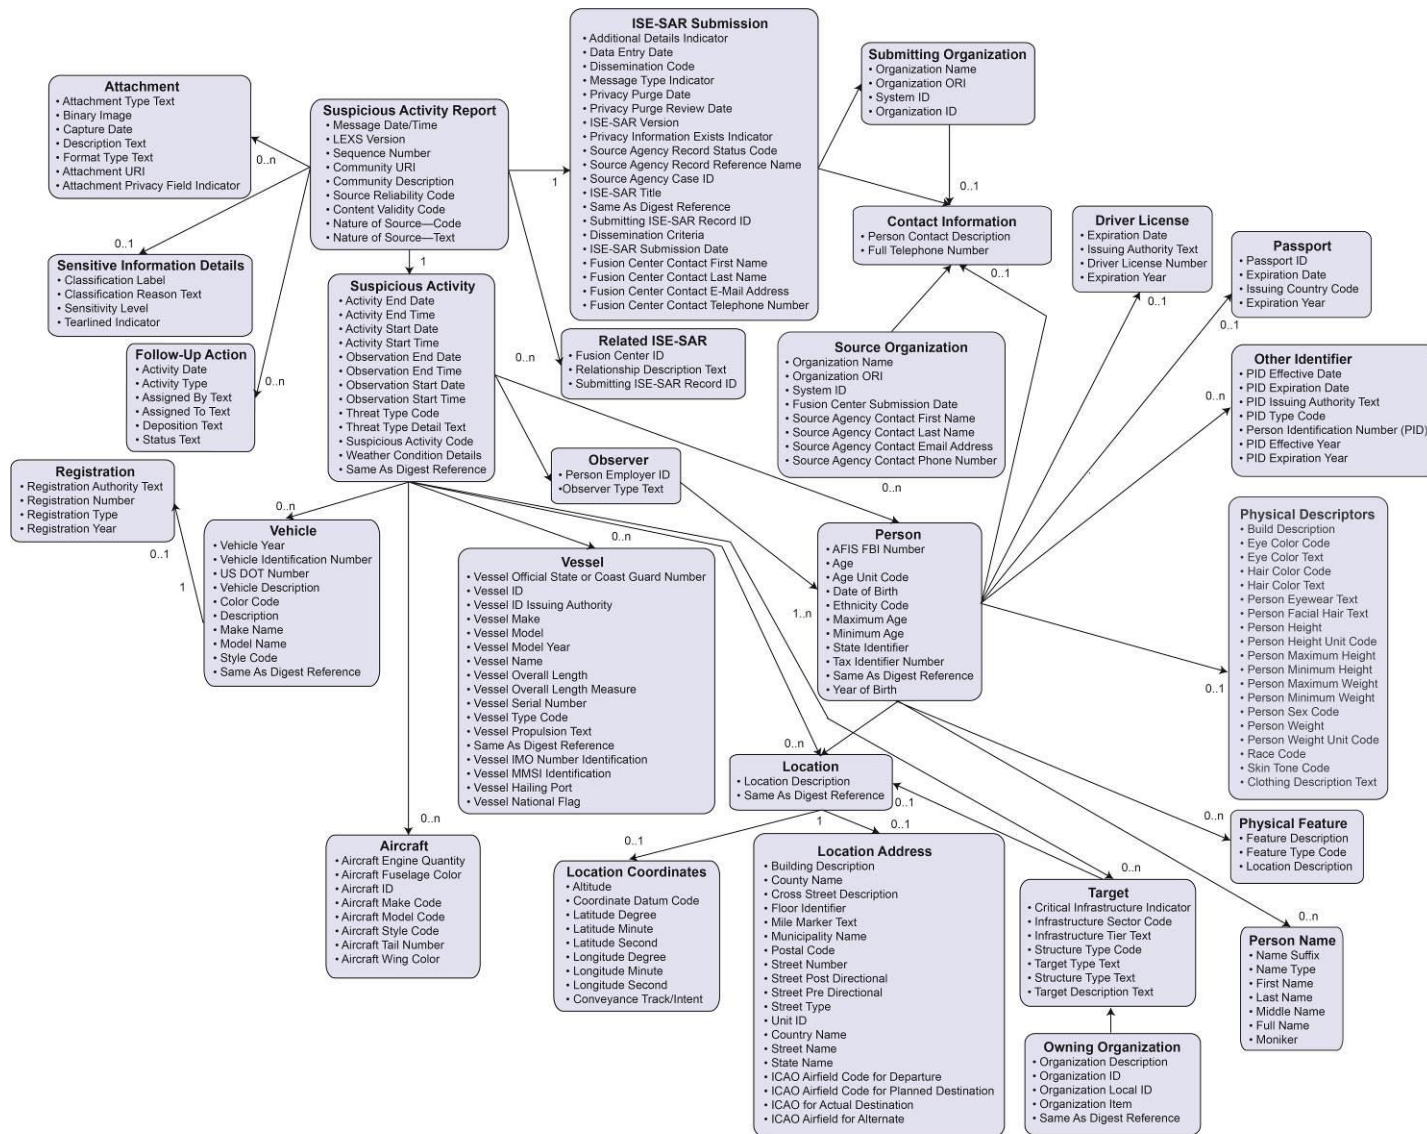 ISE-SAR Submission
• Additional Details Indicator
• Data Entry Date
• Dissemination Code
• Message Type Indicator
• Privacy Purge Date
• Privacy Purge Review Date
• ISE-SAR Version
• Privacy Information Exists Indicator
• Source Agency Record Status Code
• Source Agency Record Reference Name
• Source Agency Case ID
• ISE-SAR Title
• Same As Digest Reference
• Submitting ISE-SAR Record ID
• Dissemination Criteria
• ISE-SAR Submission Date
• Fusion Center Contact First Name
• Fusion Center Contact Last Name
• Fusion Center Contact E-Mail Address
• Fusion Center Contact Telephone Number
Submitting Organization
• Organization Name
• Organization ORI
• System ID
• Organization ID
Attachment
• Attachment Type Text
• Binary Image
• Capture Date
• Description Text
• Format Type Text
• Attachment URI
• Attachment Privacy Field Indicator
0..n
Suspicious Activity Report
• Message Date/Time
• LEXS Version
• Sequence Number
• Community URI
• Community Description
• Source Reliability Code
• Content Validity Code
• Nature of Source—Code
• Nature of Source—Text
1
0..1
Contact Information
• Person Contact Description
• Full Telephone Number
0..1
Driver License
• Expiration Date
• Issuing Authority Text
• Driver License Number
• Expiration Year
0..1
Passport
• Passport ID
• Expiration Date
• Issuing Country Code
• Expiration Year
0..1
0..1
Sensitive Information Details
• Classification Label
• Classification Reason Text
• Sensitivity Level
• Tearlined Indicator
1
Suspicious Activity
• Activity End Date
• Activity End Time
• Activity Start Date
• Activity Start Time
• Observation End Date
• Observation End Time
• Observation Start Date
• Observation Start Time
• Threat Type Code
• Threat Type Detail Text
• Suspicious Activity Code
• Weather Condition Details
• Same As Digest Reference
0..n
Related ISE-SAR
• Fusion Center ID
• Relationship Description Text
• Submitting ISE-SAR Record ID
Source Organization
• Organization Name
• Organization ORI
• System ID
• Fusion Center Submission Date
• Source Agency Contact First Name
• Source Agency Contact Last Name
• Source Agency Contact Email Address
• Source Agency Contact Phone Number
Other Identifier
• PID Effective Date
• PID Expiration Date
• PID Issuing Authority Text
• PID Type Code
• Person Identification Number (PID)
• PID Effective Year
• PID Expiration Year
0..n
Follow-Up Action
• Activity Date
• Activity Type
• Assigned By Text
• Assigned To Text
• Deposition Text
• Status Text
0..n
Registration
• Registration Authority Text
• Registration Number
• Registration Type
• Registration Year
0..1
1
Observer
• Person Employer ID
•Observer Type Text
0..n
Vehicle
• Vehicle Year
• Vehicle Identification Number
• US DOT Number
• Vehicle Description
• Color Code
• Description
• Make Name
• Model Name
• Style Code
• Same As Digest Reference
0..n
Vessel
• Vessel Official State or Coast Guard Number
• Vessel ID
• Vessel ID Issuing Authority
• Vessel Make
• Vessel Model
• Vessel Model Year
• Vessel Name
• Vessel Overall Length
• Vessel Overall Length Measure
• Vessel Serial Number
• Vessel Type Code
• Vessel Propulsion Text
• Same As Digest Reference
• Vessel IMO Number Identification
• Vessel MMSI Identification
• Vessel Hailing Port
• Vessel National Flag
0..n
1..n
Person
• AFIS FBI Number
• Age
• Age Unit Code
• Date of Birth
• Ethnicity Code
• Maximum Age
• Minimum Age
• State Identifier
• Tax Identifier Number
• Same As Digest Reference
• Year of Birth
0..1
Physical Descriptors
• Build Description
• Eye Color Code
• Eye Color Text
• Hair Color Code
• Hair Color Text
• Person Eyewear Text
• Person Facial Hair Text
• Person Height
• Person Height Unit Code
• Person Maximum Height
• Person Minimum Height
• Person Maximum Weight
• Person Minimum Weight
• Person Sex Code
• Person Weight
• Person Weight Unit Code
• Race Code
• Skin Tone Code
• Clothing Description Text
0..n
Location
• Location Description
• Same As Digest Reference
0..1
1
0..1
0..1
0..n
Aircraft
• Aircraft Engine Quantity
• Aircraft Fuselage Color
• Aircraft ID
• Aircraft Make Code
• Aircraft Model Code
• Aircraft Style Code
• Aircraft Tail Number
• Aircraft Wing Color
Location Coordinates
• Altitude
• Coordinate Datum Code
• Latitude Degree
• Latitude Minute
• Latitude Second
• Longitude Degree
• Longitude Minute
• Longitude Second
• Conveyance Track/Intent
Location Address
• Building Description
• County Name
• Cross Street Description
• Floor Identifier
• Mile Marker Text
• Municipality Name
• Postal Code
• Street Number
• Street Post Directional
• Street Pre Directional
• Street Type
• Unit ID
• Country Name
• Street Name
• State Name
• ICAO Airfield Code for Departure
• ICAO Airfield Code for Planned Destination
• ICAO for Actual Destination
• ICAO Airfield for Alternate
0..n
Target
• Critical Infrastructure Indicator
• Infrastructure Sector Code
• Infrastructure Tier Text
• Structure Type Code
• Target Type Text
• Structure Type Text
• Target Description Text
0..n
Physical Feature
• Feature Description
• Feature Type Code
• Location Description
0..n
Person Name
• Name Suffix
• Name Type
• First Name
• Last Name
• Middle Name
• Full Name
• Moniker
Owning Organization
• Organization Description
• Organization ID
• Organization Local ID
• Organization Item
• Same As Digest Reference